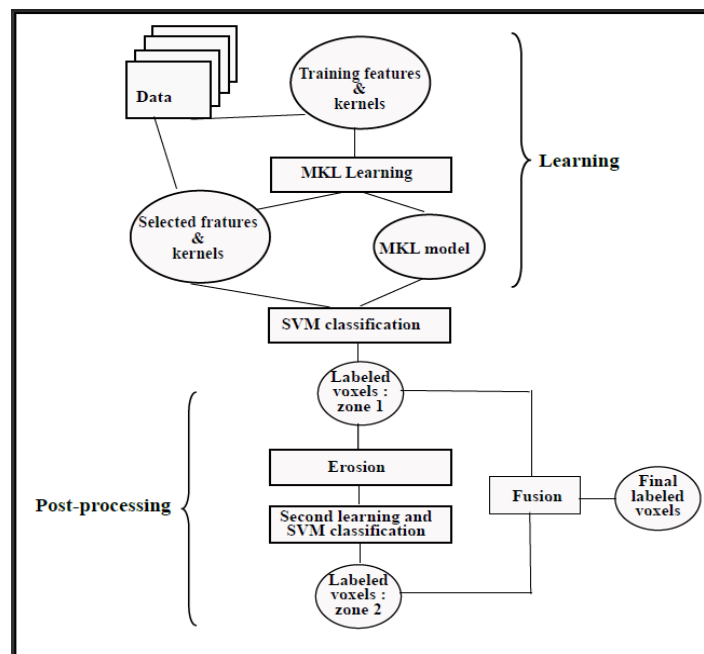 Data
Training features
&
kernels
MKL Learning
Learning
Selected fratures
&
kernels
MKL model
SVM classification
Labeled
voxels :
zone 1
Erosion
Post-processing
Second learning and
SVM classification
Fusion
Final
labeled
voxels
Labeled
voxels :
zone 2